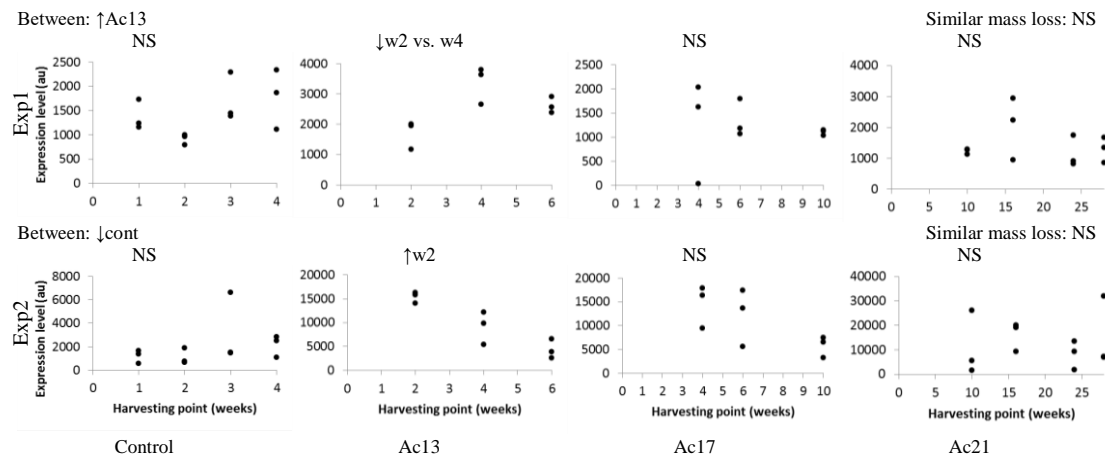 Between: ↑Ac13 Similar mass loss: NS
NS ↓w2 vs. w4 NS NS
Exp1
Expression level (au)
2500
2000
1500
1000
500
0
0 1 2 3 4
4000
3000
2000
1000
0
0 2 4 6
2500
2000
1500
1000
500
0
0 1 2 3 4 5 6 7 8 9 10
4000
3000
2000
1000
0
0 5 10 15 20 25
Between: ↓cont Similar mass loss: NS
NS ↑w2 NS NS
Exp2
Expression level (au)
8000
6000
4000
2000
0
0 1 2 3 4
Harvesting point (weeks)
20000
15000
10000
5000
0
0 2 4 6
Harvesting point (weeks)
20000
15000
10000
5000
0
0 1 2 3 4 5 6 7 8 9 10
Harvesting point (weeks)
40000
30000
20000
10000
0
0 5 10 15 20 25
Harvesting point (weeks)
Control Ac13 Ac17 Ac21